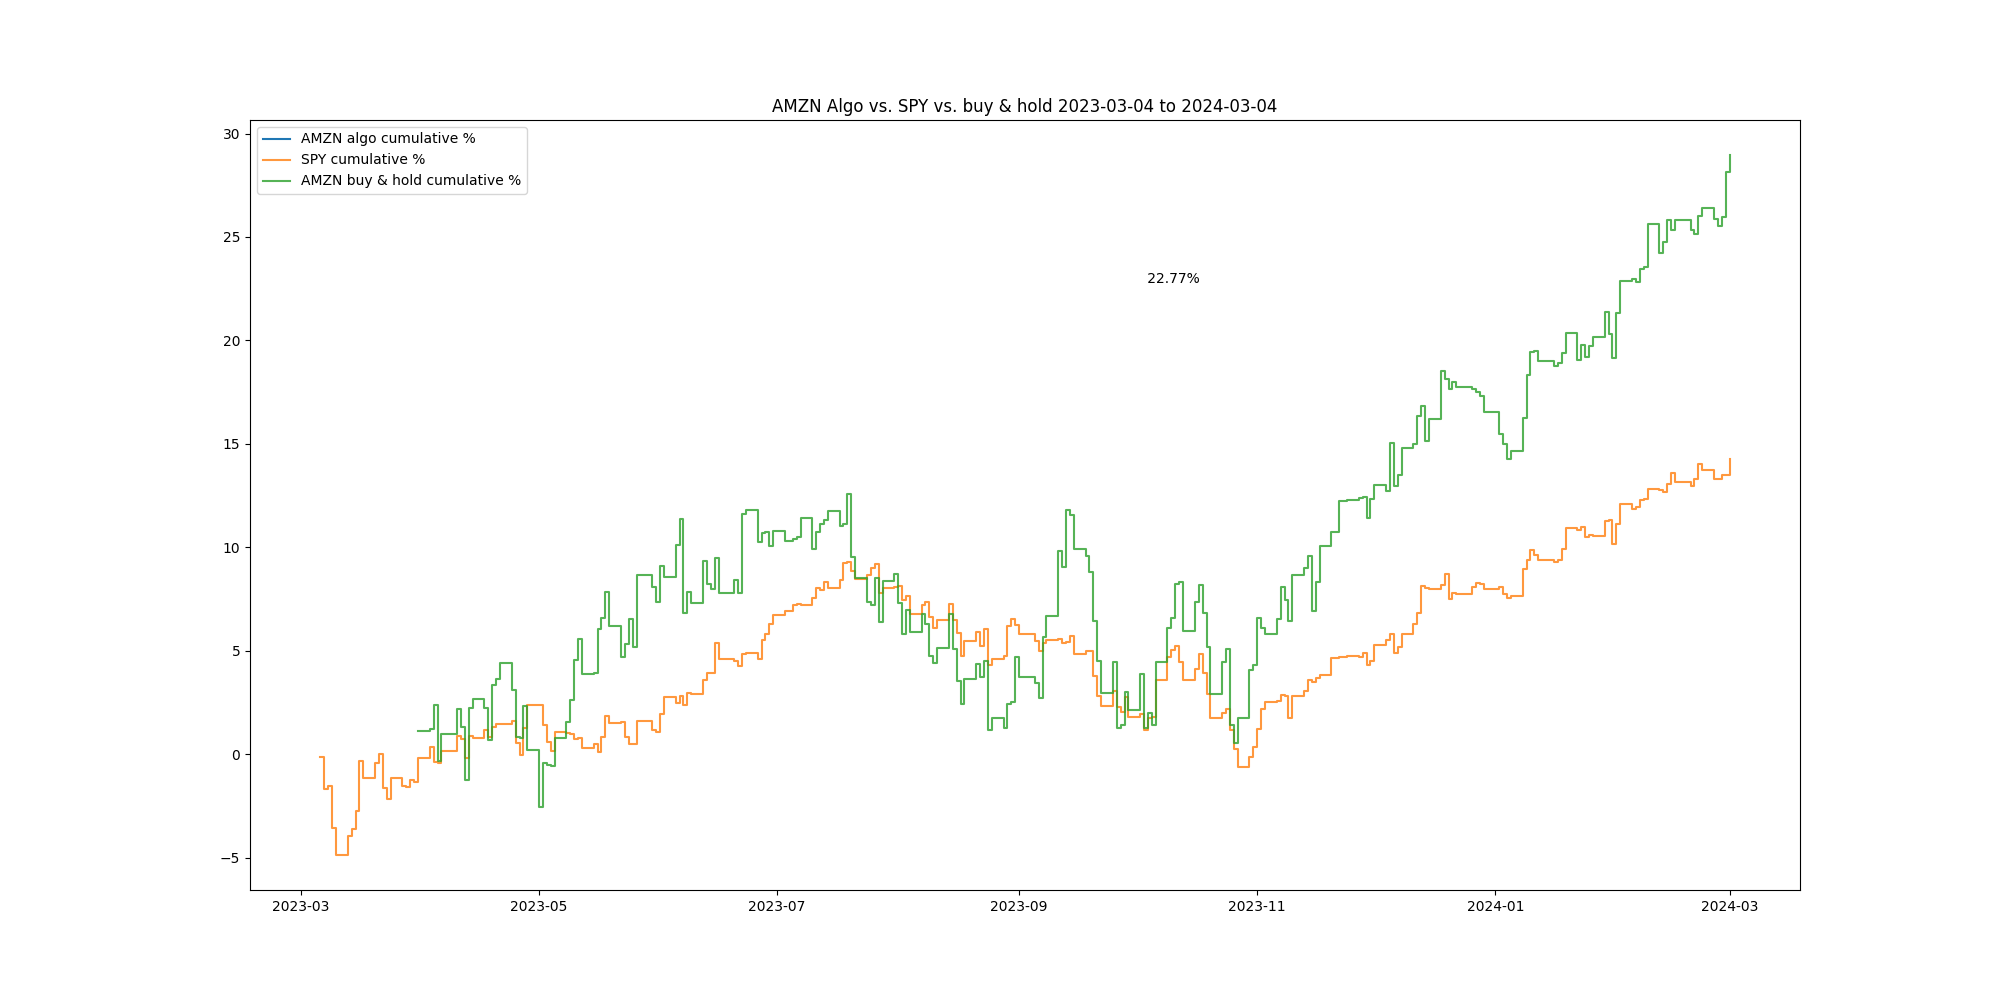 AMZN Algo vs. SPY vs. buy & hold 2023-03-04 to 2024-03-04
AMZN algo cumulative %
SPY cumulative %
AMZN buy & hold cumulative %
30
25
20
15
10
5
0
−5
22.77%
2023-03 2023-05 2023-07 2023-09 2023-11 2024-01 2024-03